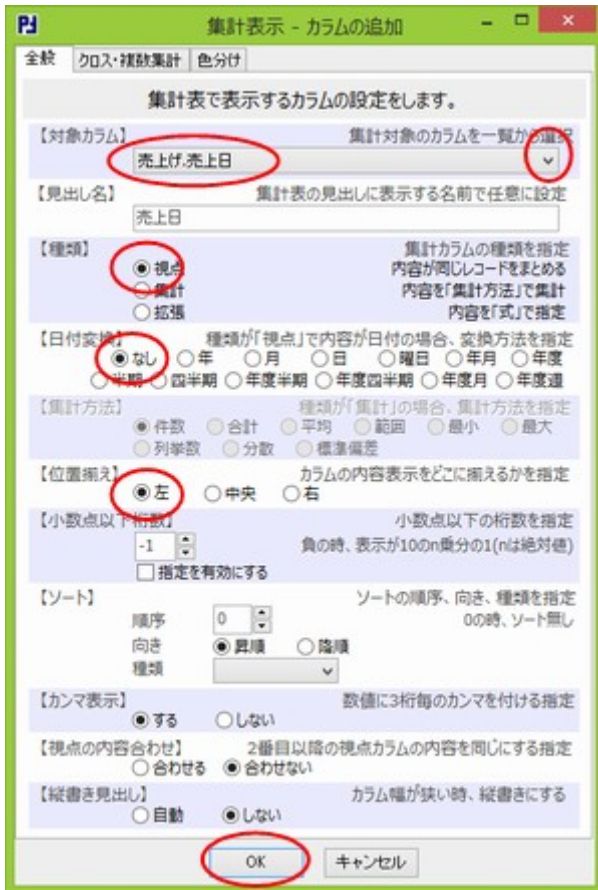 集計表示 - カラムの追加
全般 クロス・複数集計 色分け
集計表で表示するカラムの設定をします。
【対象カラム】 集計対象のカラムを一覧から選択
売上げ.売上日
【見出し名】 集計表の見出しに表示する名前で任意に設定
売上日
【種類】 集計カラムの種類を指定
視点 内容が同じレコードをまとめる
集計 内容を「集計方法」で集計
拡張 内容を「式」で指定
【日付変換】 種類が「視点」で内容が日付の場合、変換方法を指定
なし 年 月 日 曜日 年月 年度
半期 四半期 年度半期 年度四半期 年度月 年度週
【集計方法】 種類が「集計」の場合、集計方法を指定
件数 合計 平均 範囲 最小 最大
列挙数 分散 標準偏差
【位置揃え】 カラムの内容表示をどこに揃えるかを指定
左 中央 右
【小数点以下桁数】 小数点以下の桁数を指定
-1 負の時、表示が10のn乗分の1(nは絶対値)
指定を有効にする
【ソート】 ソートの順序、向き、種類を指定
順序 0 0の時、ソート無し
向き 昇順 降順
種類
【カンマ表示】 数値に3桁毎のカンマを付ける指定
する しない
【視点の内容合わせ】 2番目以降の視点カラムの内容を同じにする指定
合わせる 合わせない
【縦書き見出し】 カラム幅が狭い時、縦書きにする
自動 しない
OK キャンセル